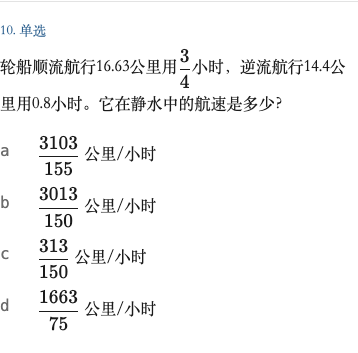 10. 单选
轮船顺流航行16.63公里用3/4小时，逆流航行14.4公
里用0.8小时。它在静水中的航速是多少?
a 3103/155 公里/小时
b 3013/150 公里/小时
c 313/150 公里/小时
d 1663/75 公里/小时